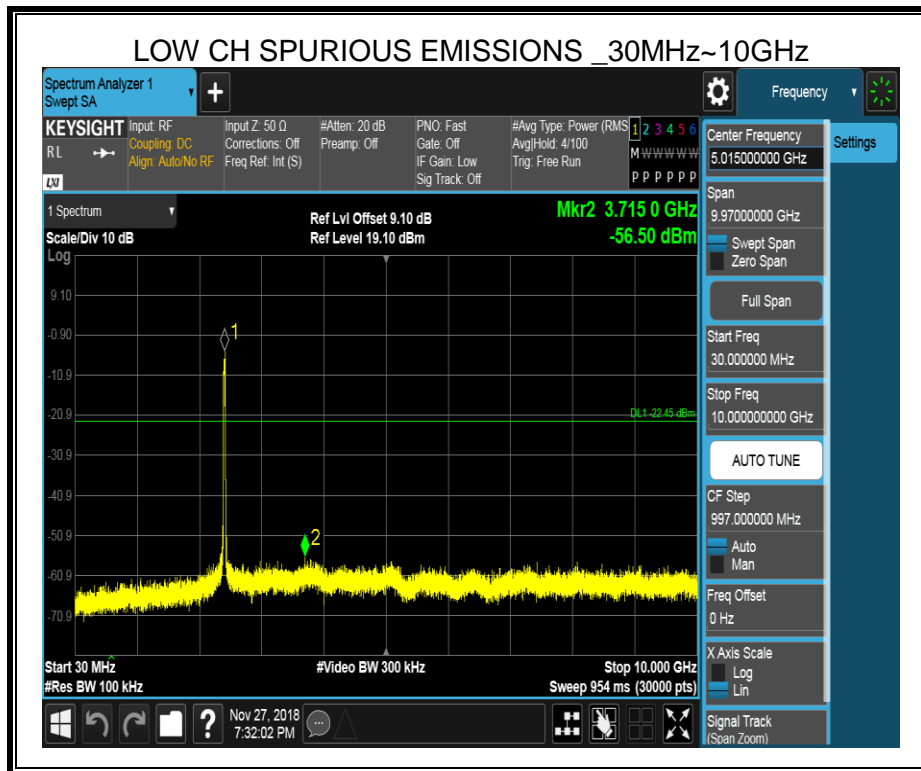 LOW CH SPURIOUS EMISSIONS _30MHz~10GHz
Spectrum Analyzer 1
Swept SA
+
Frequency
KEYSIGHT
RL
LXI
Input: RF
Coupling: DC
Align: Auto/No RF
Input Z: 50 Ω
Corrections: Off
Freq Ref: Int (S)
#Atten: 20 dB
Preamp: Off
PNO: Fast
Gate: Off
IF Gain: Low
Sig Track: Off
#Avg Type: Power (RMS
Avg|Hold: 4/100
Trig: Free Run
1 2 3 4 5 6
M W W W W W
P P P P P P
1 Spectrum
Scale/Div 10 dB
Ref Lvl Offset 9.10 dB
Ref Level 19.10 dBm
Mkr2 3.715 0 GHz
-56.50 dBm
Log
9.10
-0.90
-10.9
-20.9
-30.9
-40.9
-50.9
-60.9
-70.9
1
2
DL1 -22.45 dBm
Start 30 MHz
#Res BW 100 kHz
#Video BW 300 kHz
Stop 10.000 GHz
Sweep 954 ms (30000 pts)
Center Frequency
5.015000000 GHz
Settings
Span
9.97000000 GHz
Swept Span
Zero Span
Full Span
Start Freq
30.000000 MHz
Stop Freq
10.000000000 GHz
AUTO TUNE
CF Step
997.000000 MHz
Auto
Man
Freq Offset
0 Hz
X Axis Scale
Log
Lin
Signal Track
(Span Zoom)
?
Nov 27, 2018
7:32:02 PM